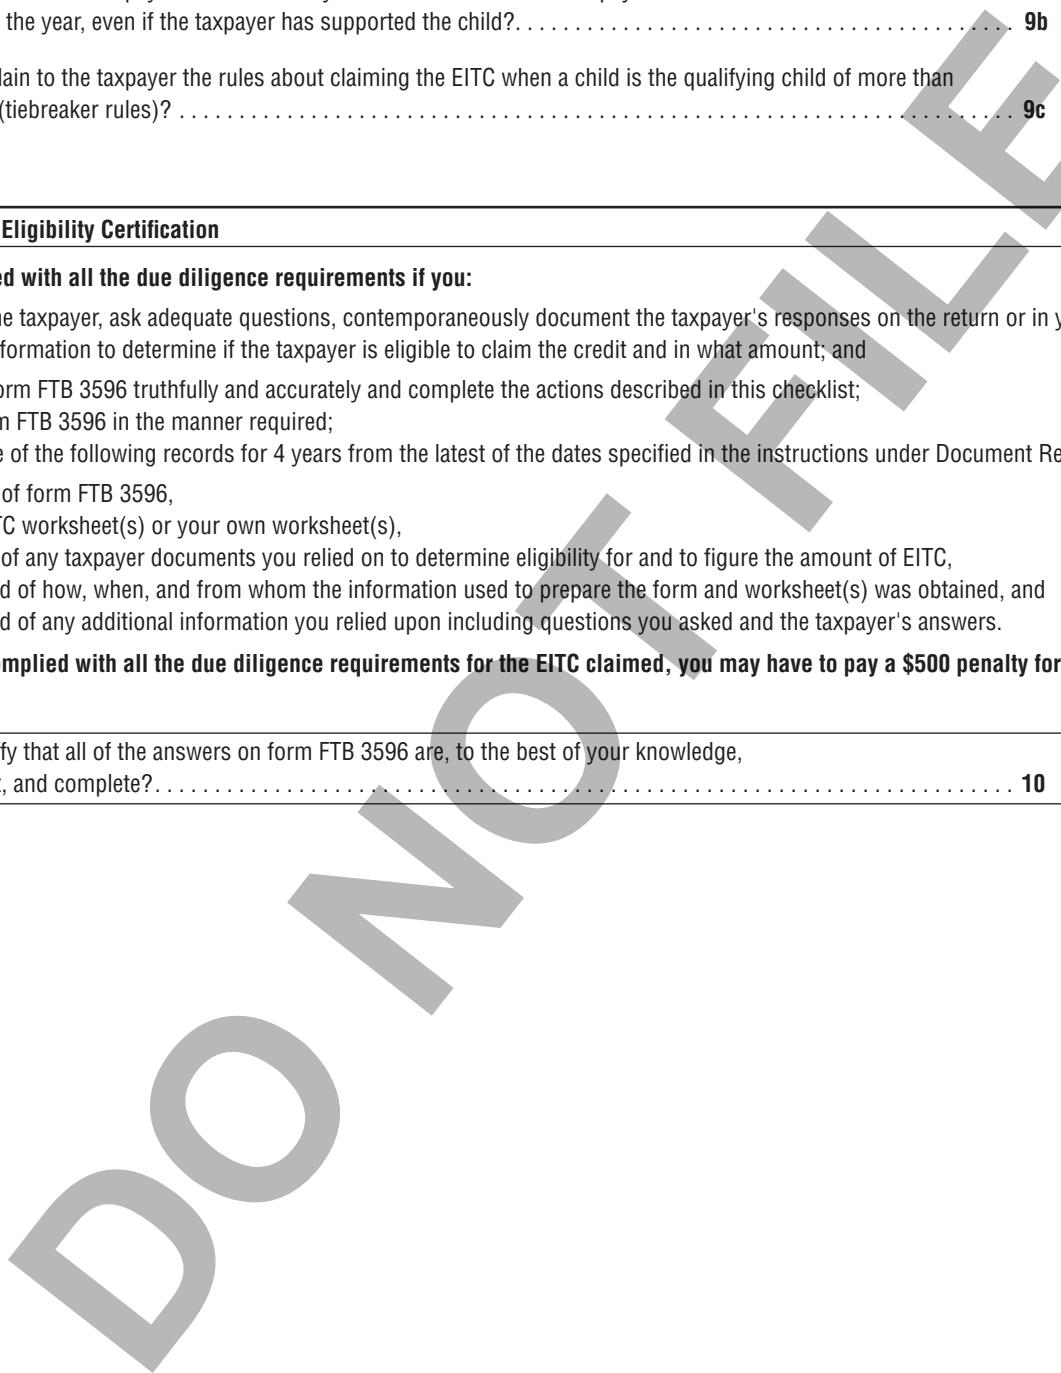 the year, even if the taxpayer has supported the child? . . . . . . . . . . . . . . . . . . . . . . . . . . . . . . . . . . . . . . . . . . 9b
lain to the taxpayer the rules about claiming the EITC when a child is the qualifying child of more than
(tiebreaker rules)? . . . . . . . . . . . . . . . . . . . . . . . . . . . . . . . . . . . . . . . . . . . . . . . . . . . . . . . . . . . . . . . . . . . . . . 9c
Eligibility Certification
ed with all the due diligence requirements if you:
he taxpayer, ask adequate questions, contemporaneously document the taxpayer's responses on the return or in y
formation to determine if the taxpayer is eligible to claim the credit and in what amount; and
orm FTB 3596 truthfully and accurately and complete the actions described in this checklist;
m FTB 3596 in the manner required;
e of the following records for 4 years from the latest of the dates specified in the instructions under Document Re
of form FTB 3596,
TC worksheet(s) or your own worksheet(s),
of any taxpayer documents you relied on to determine eligibility for and to figure the amount of EITC,
d of how, when, and from whom the information used to prepare the form and worksheet(s) was obtained, and
d of any additional information you relied upon including questions you asked and the taxpayer's answers.
omplied with all the due diligence requirements for the EITC claimed, you may have to pay a $500 penalty for
fy that all of the answers on form FTB 3596 are, to the best of your knowledge,
t, and complete? . . . . . . . . . . . . . . . . . . . . . . . . . . . . . . . . . . . . . . . . . . . . . . . . . . . . . . . . . . . . . . . . . . . . . . . . 10
DO NOT FILE